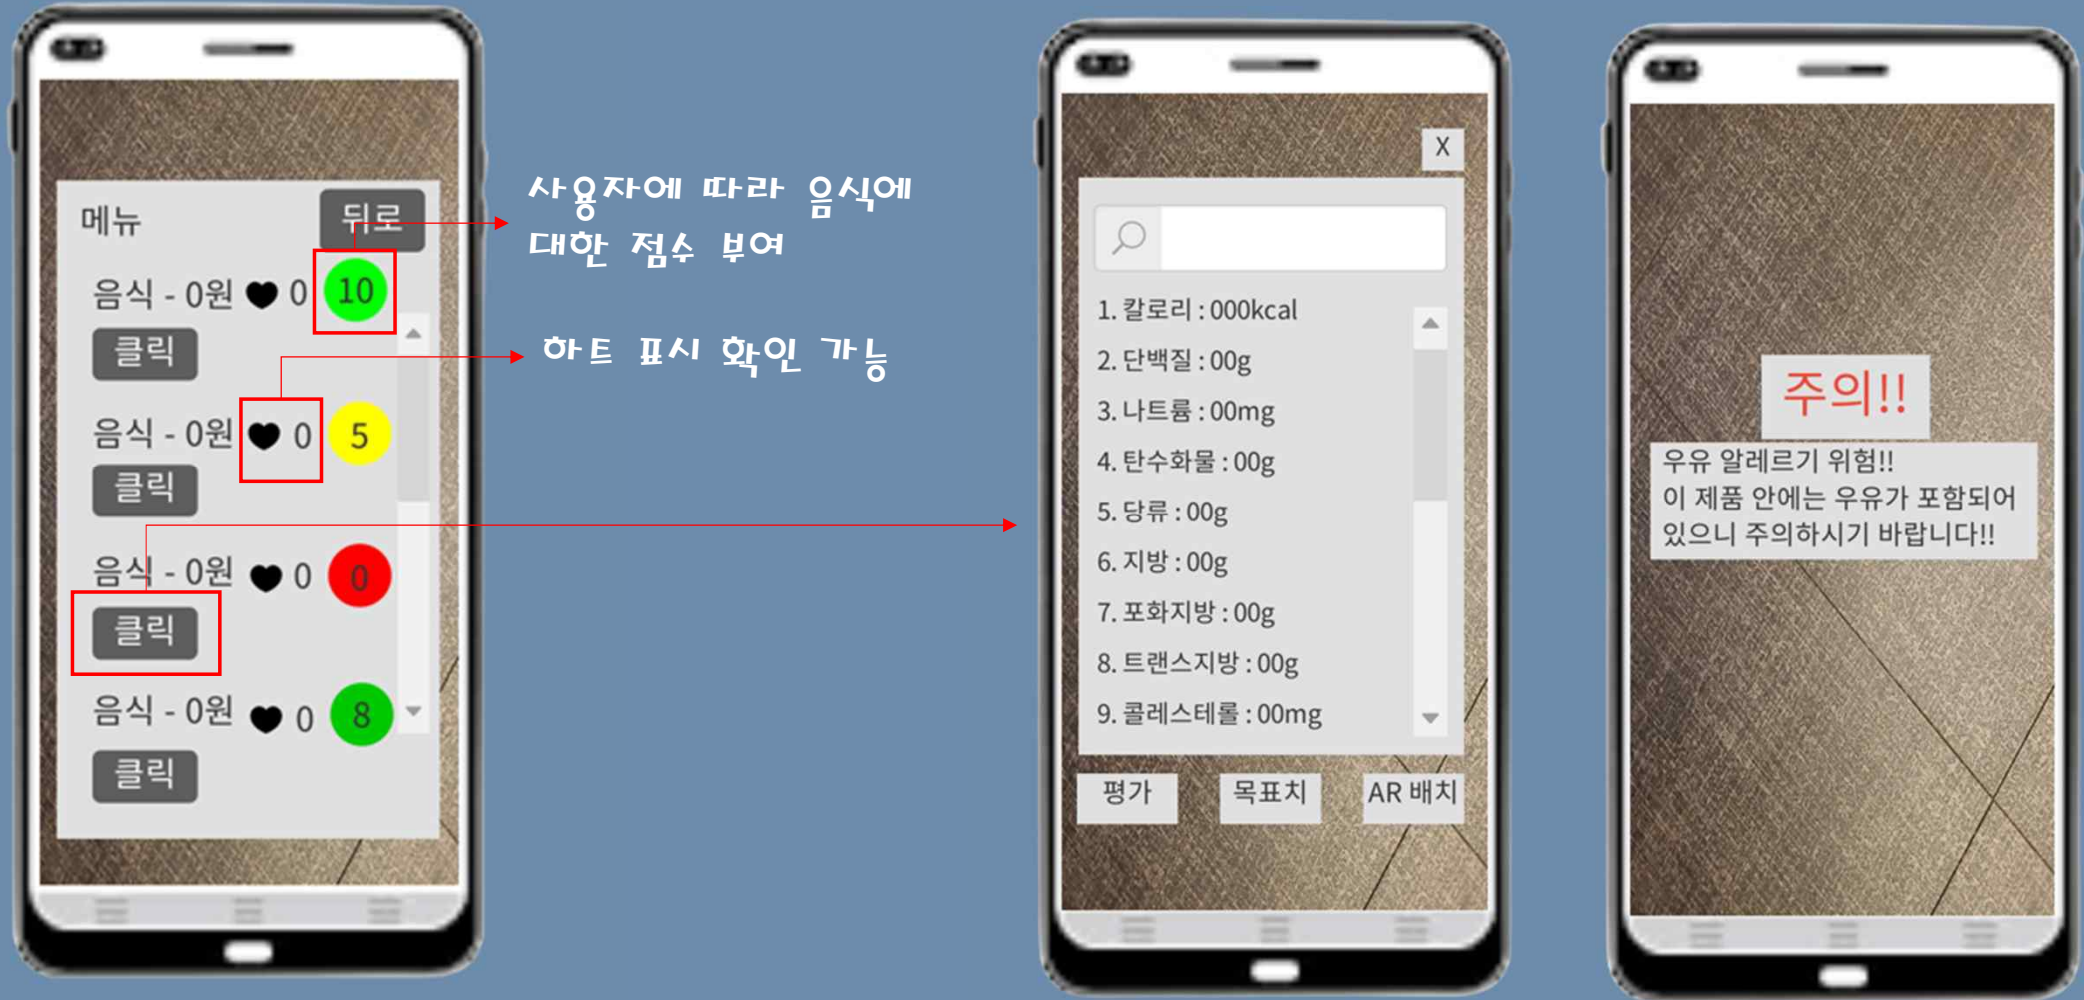 메뉴
뒤로
음식 - 0원 ♥ 0 10
클릭
음식 - 0원 ♥ 0 5
클릭
음식 - 0원 ♥ 0 0
클릭
음식 - 0원 ♥ 0 8
클릭
사용자에 따라 음식에
대한 점수 부여
하트 표시 확인 가능
X
1. 칼로리 : 000kcal
2. 단백질 : 00g
3. 나트륨 : 00mg
4. 탄수화물 : 00g
5. 당류 : 00g
6. 지방 : 00g
7. 포화지방 : 00g
8. 트랜스지방 : 00g
9. 콜레스테롤 : 00mg
평가
목표치
AR 배치
주의!!
우유 알레르기 위험!!
이 제품 안에는 우유가 포함되어
있으니 주의하시기 바랍니다!!